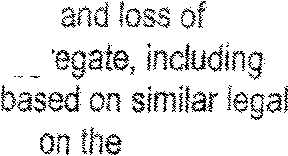 and loss of
egate, including
based on similar legal
on the